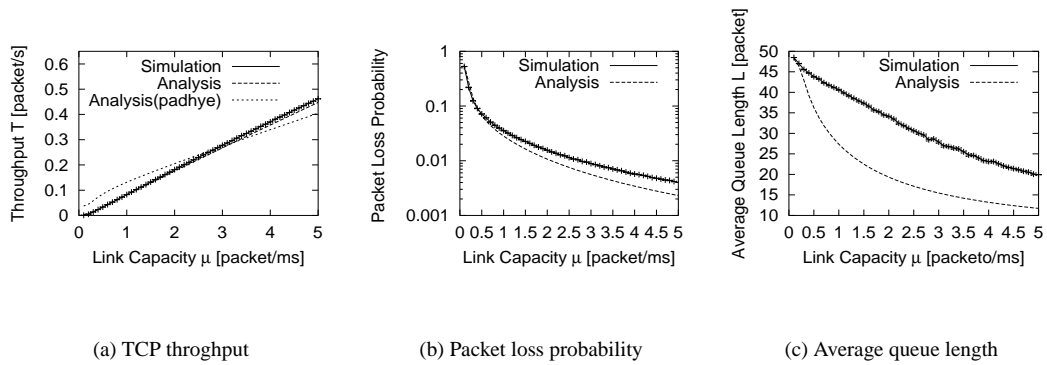 Throughput T [packet/s]
0.6
0.5
0.4
0.3
0.2
0.1
0
Simulation
Analysis
Analysis(padhye)
0 1 2 3 4 5
Link Capacity μ [packet/ms]
(a) TCP throghput
Packet Loss Probability
1
0.1
0.01
0.001
Simulation
Analysis
0 0.5 1 1.5 2 2.5 3 3.5 4 4.5 5
Link Capacity μ [packet/ms]
(b) Packet loss probability
Average Queue Length L [packet]
50
45
40
35
30
25
20
15
10
Simulation
Analysis
0 0.5 1 1.5 2 2.5 3 3.5 4 4.5 5
Link Capacity μ [packeto/ms]
(c) Average queue length